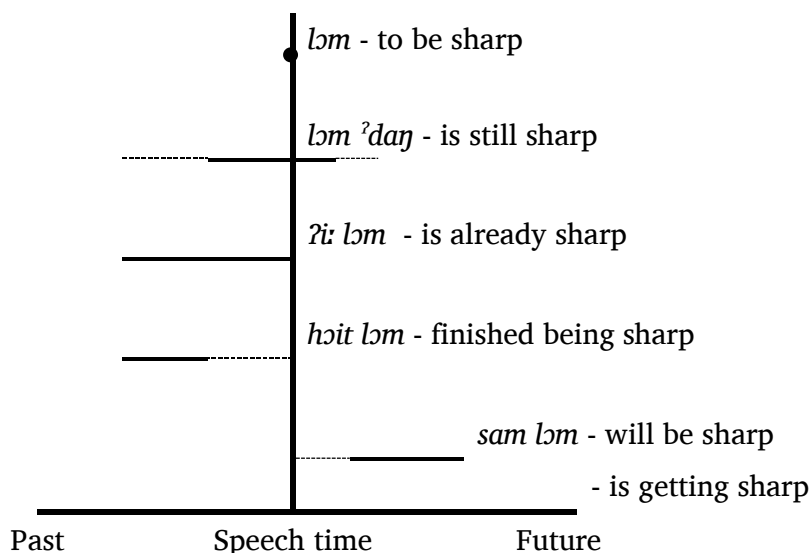 lɔm - to be sharp
lɔm ˀdaŋ - is still sharp
ʔiː lɔm - is already sharp
hɔit lɔm - finished being sharp
sam lɔm - will be sharp
- is getting sharp
Past Speech time Future